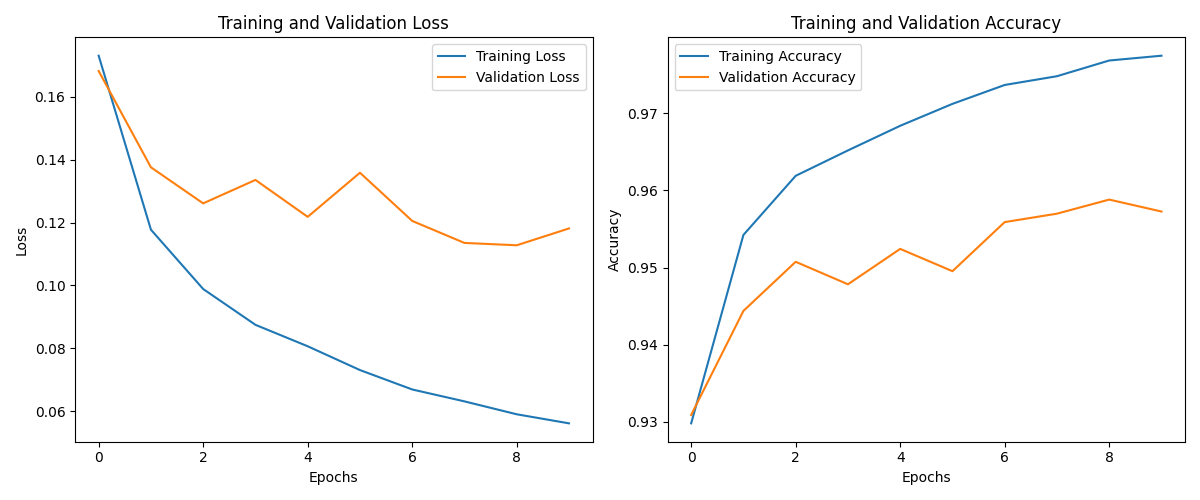 Training and Validation Loss
Training Loss
Validation Loss
0.16
0.14
0.12
0.10
0.08
0.06
Loss
0 2 4 6 8
Epochs
Training and Validation Accuracy
Training Accuracy
Validation Accuracy
0.97
0.96
0.95
0.94
0.93
Accuracy
0 2 4 6 8
Epochs